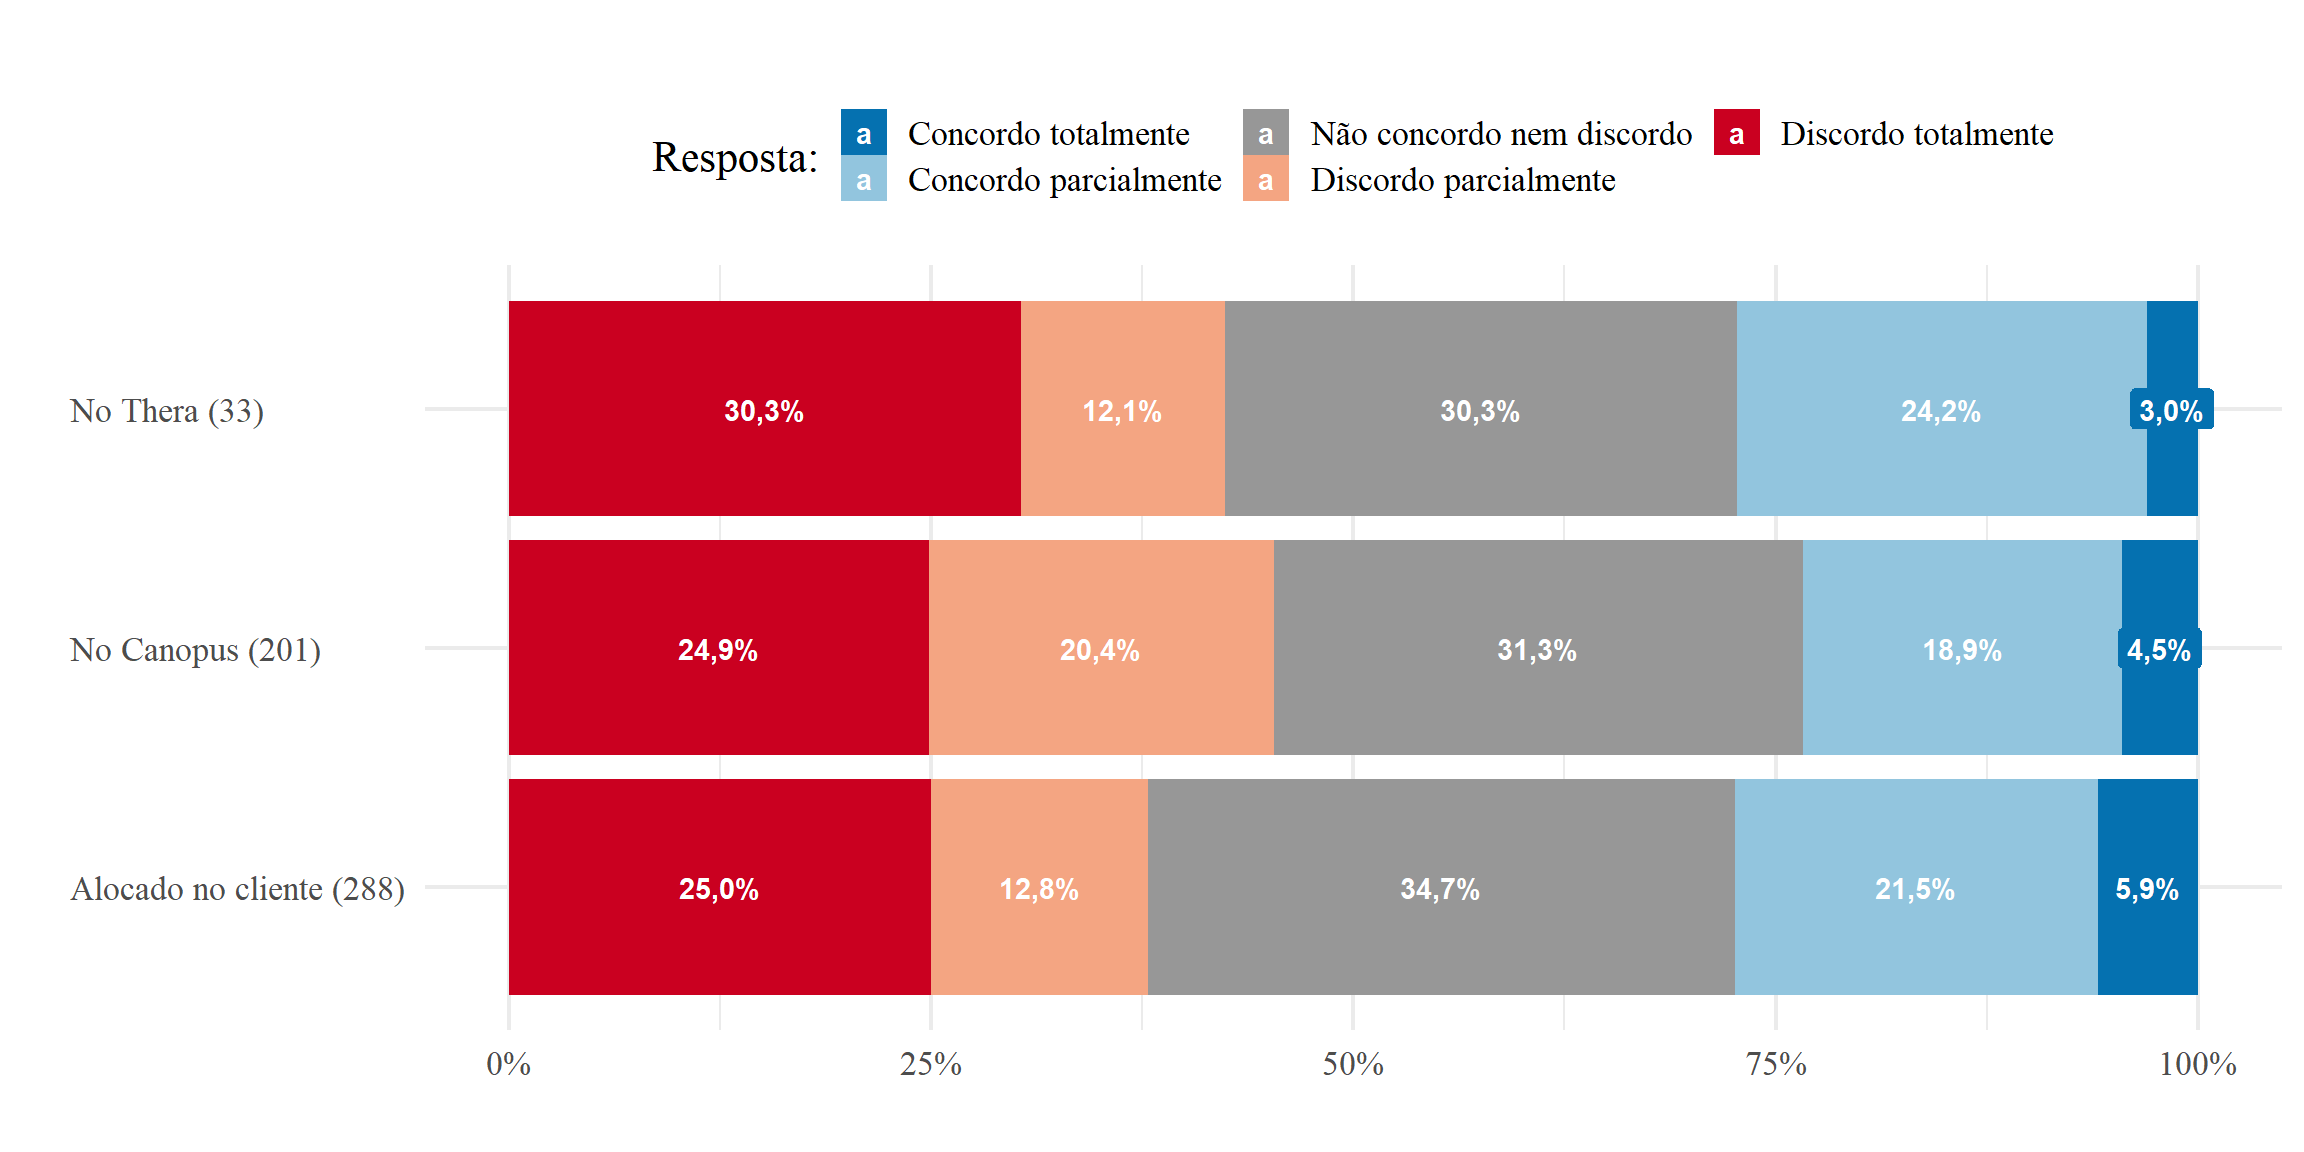 Resposta:
a Concordo totalmente
a Concordo parcialmente
a Não concordo nem discordo
a Discordo parcialmente
a Discordo totalmente
No Thera (33)
30,3% 12,1% 30,3% 24,2% 3,0%
No Canopus (201)
24,9% 20,4% 31,3% 18,9% 4,5%
Alocado no cliente (288)
25,0% 12,8% 34,7% 21,5% 5,9%
0% 25% 50% 75% 100%